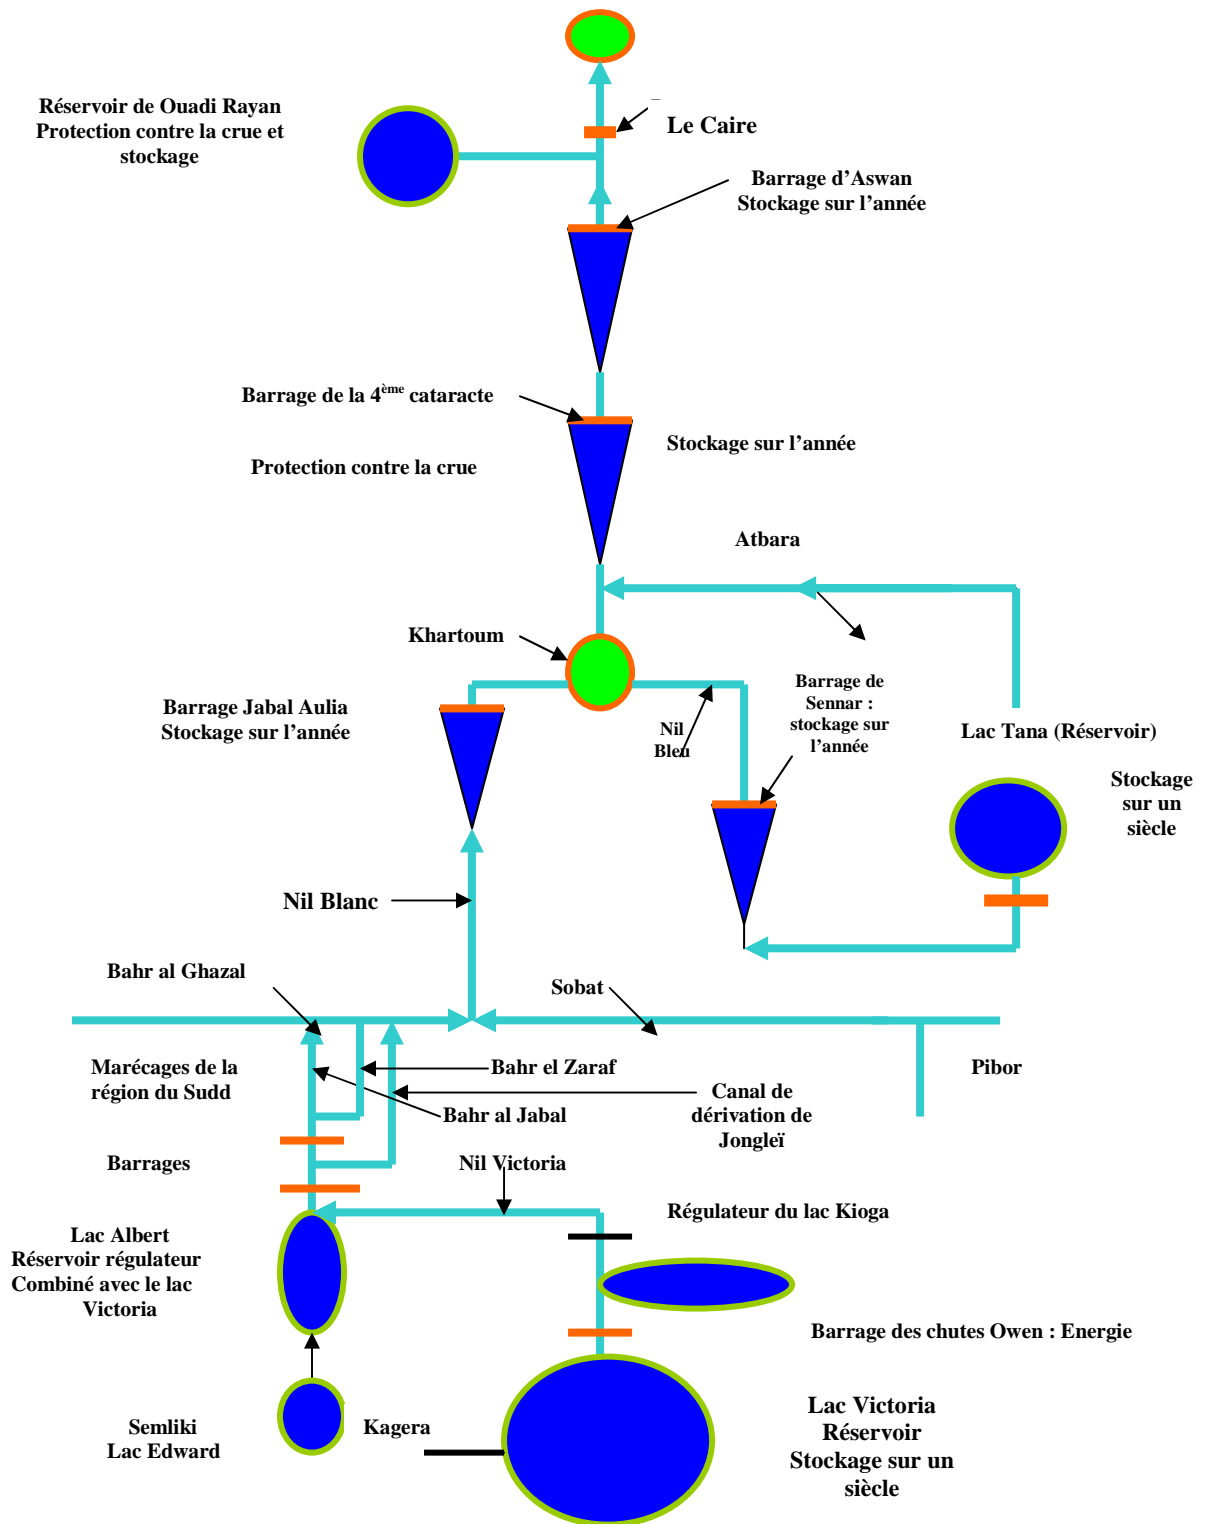 Réservoir de Ouadi Rayan
Protection contre la crue et
stockage
Le Caire
Barrage d'Aswan
Stockage sur l'année
Barrage de la 4ème cataracte
Protection contre la crue
Stockage sur l'année
Atbara
Khartoum
Barrage Jabal Aulia
Stockage sur l'année
Nil
Bleu
Barrage de
Sennar :
stockage sur
l'année
Lac Tana (Réservoir)
Stockage
sur un
siècle
Nil Blanc
Bahr al Ghazal
Sobat
Marécages de la
région du Sudd
Bahr el Zaraf
Pibor
Bahr al Jabal
Canal de
dérivation de
Jongleï
Barrages
Nil Victoria
Régulateur du lac Kioga
Lac Albert
Réservoir régulateur
Combiné avec le lac
Victoria
Barrage des chutes Owen : Energie
Semliki
Lac Edward
Kagera
Lac Victoria
Réservoir
Stockage sur un
siècle